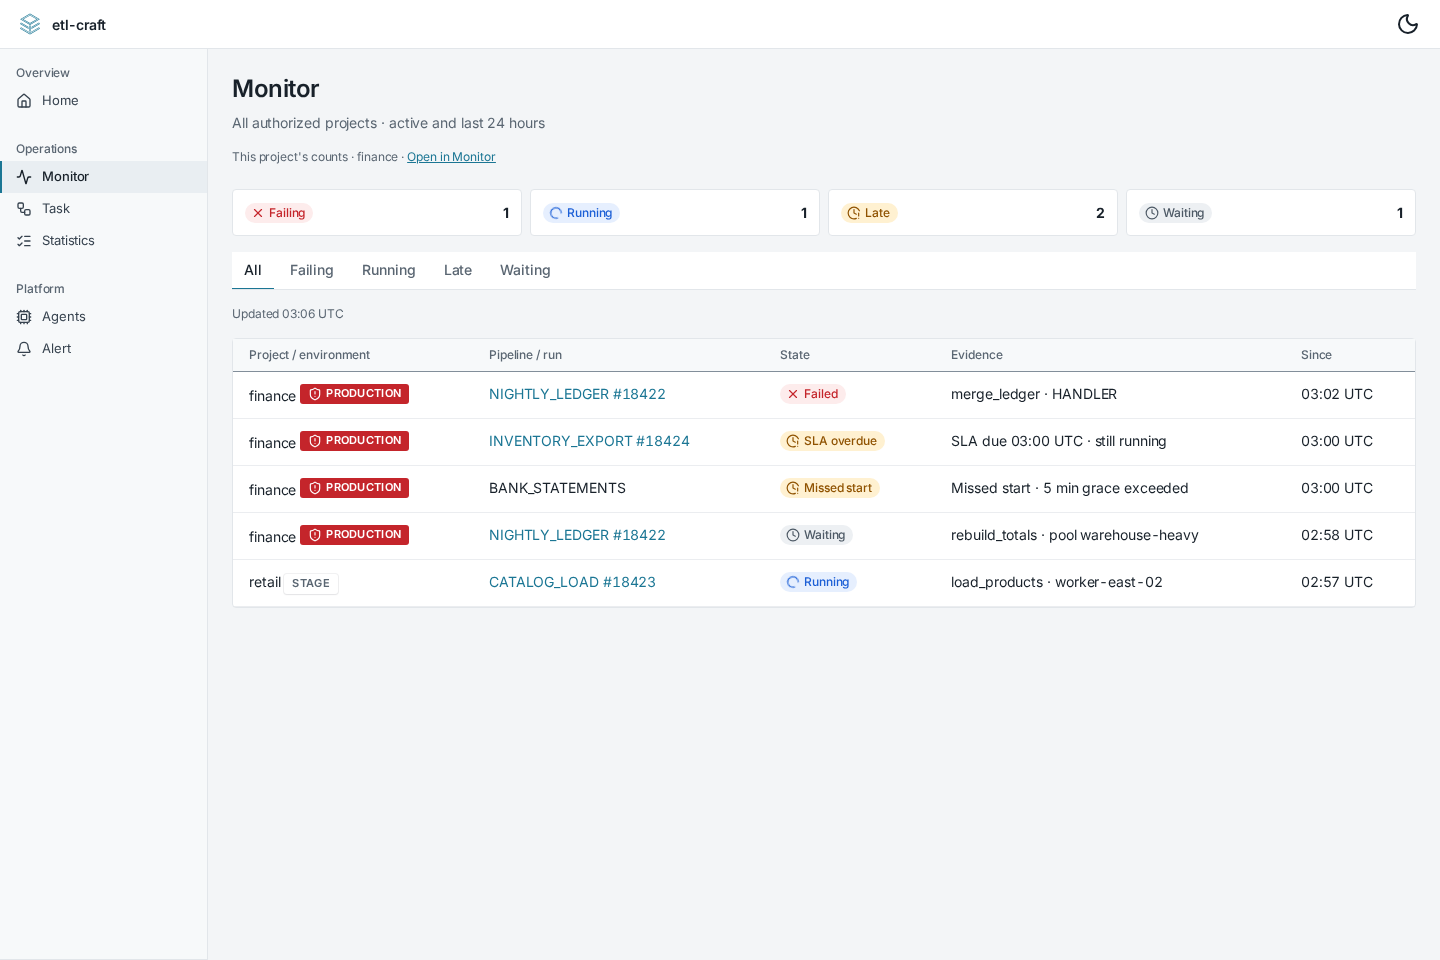 etl-craft
Overview
Home
Operations
Monitor
Task
Statistics
Platform
Agents
Alert
Monitor
All authorized projects · active and last 24 hours
This project's counts · finance · Open in Monitor
Failing 1
Running 1
Late 2
Waiting 1
All Failing Running Late Waiting
Updated 03:06 UTC
Project / environment Pipeline / run State Evidence Since
finance PRODUCTION NIGHTLY_LEDGER #18422 Failed merge_ledger · HANDLER 03:02 UTC
finance PRODUCTION INVENTORY_EXPORT #18424 SLA overdue SLA due 03:00 UTC · still running 03:00 UTC
finance PRODUCTION BANK_STATEMENTS Missed start Missed start · 5 min grace exceeded 03:00 UTC
finance PRODUCTION NIGHTLY_LEDGER #18422 Waiting rebuild_totals · pool warehouse-heavy 02:58 UTC
retail STAGE CATALOG_LOAD #18423 Running load_products · worker-east-02 02:57 UTC